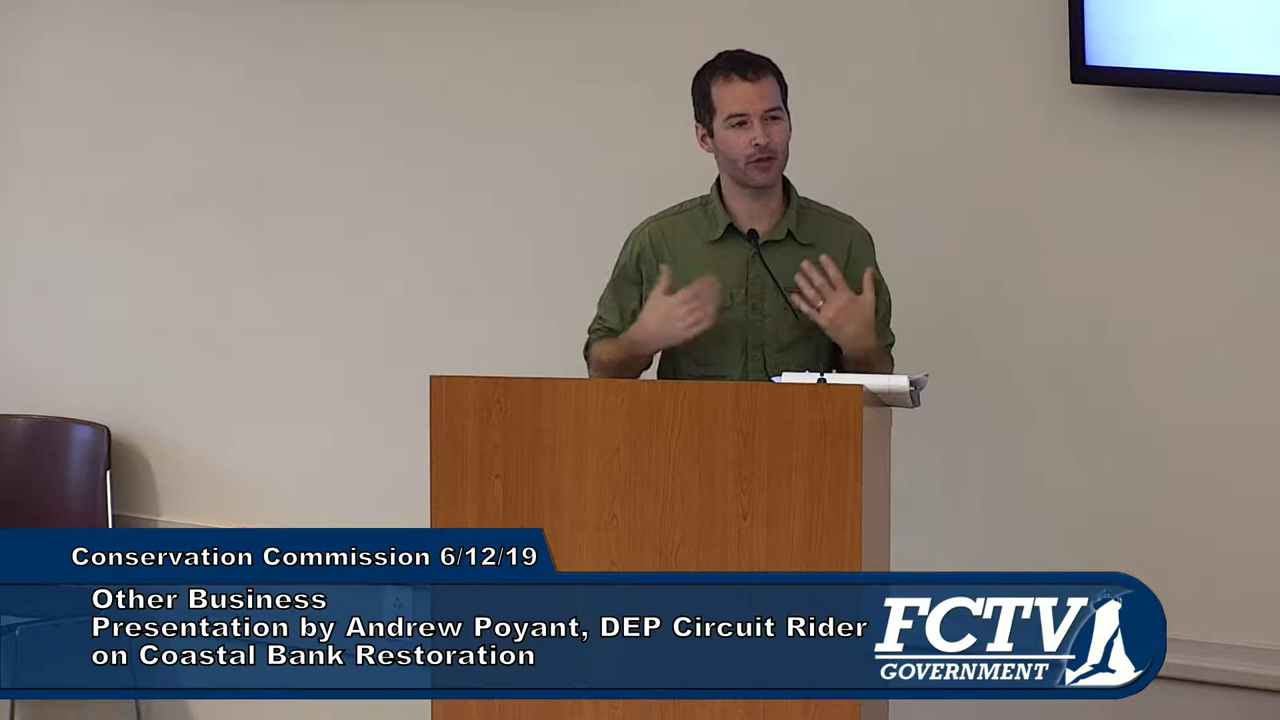 Conservation Commission 6/12/19
Other Business
Presentation by Andrew Poyant, DEP Circuit Rider
on Coastal Bank Restoration
FCTV
GOVERNMENT